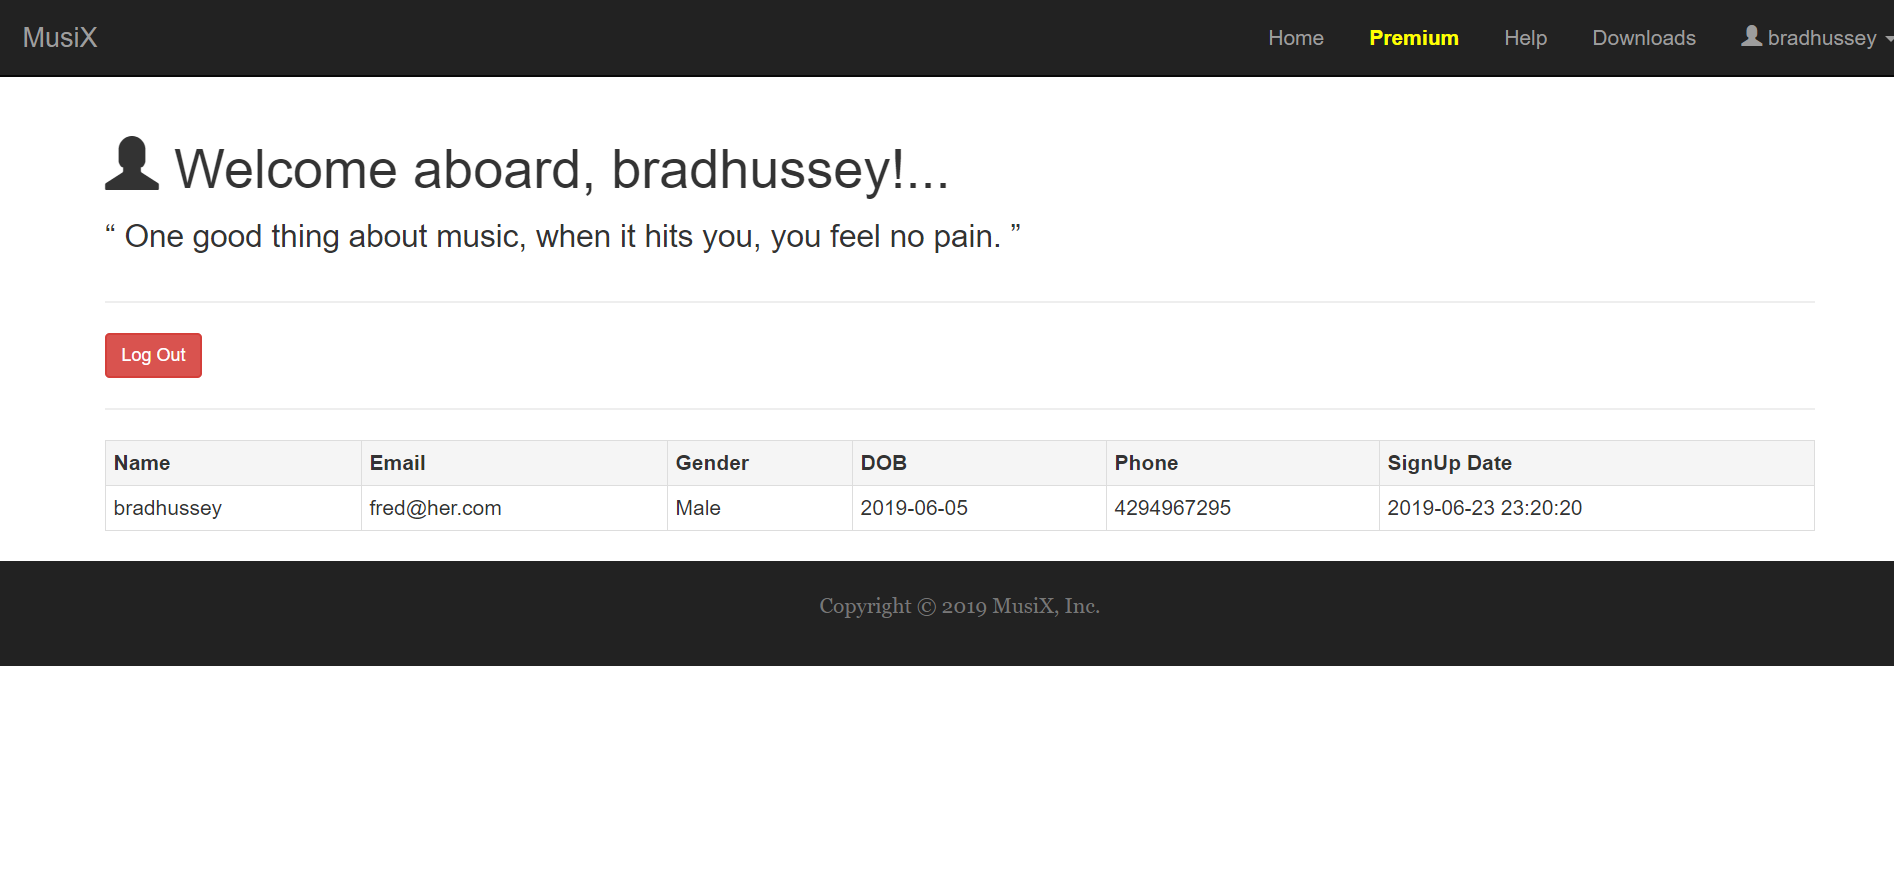 MusiX Home Premium Help Downloads bradhussey
Welcome aboard, bradhussey!...
“ One good thing about music, when it hits you, you feel no pain. ”
Log Out
Name Email Gender DOB Phone SignUp Date
bradhussey fred@her.com Male 2019-06-05 4294967295 2019-06-23 23:20:20
Copyright © 2019 MusiX, Inc.